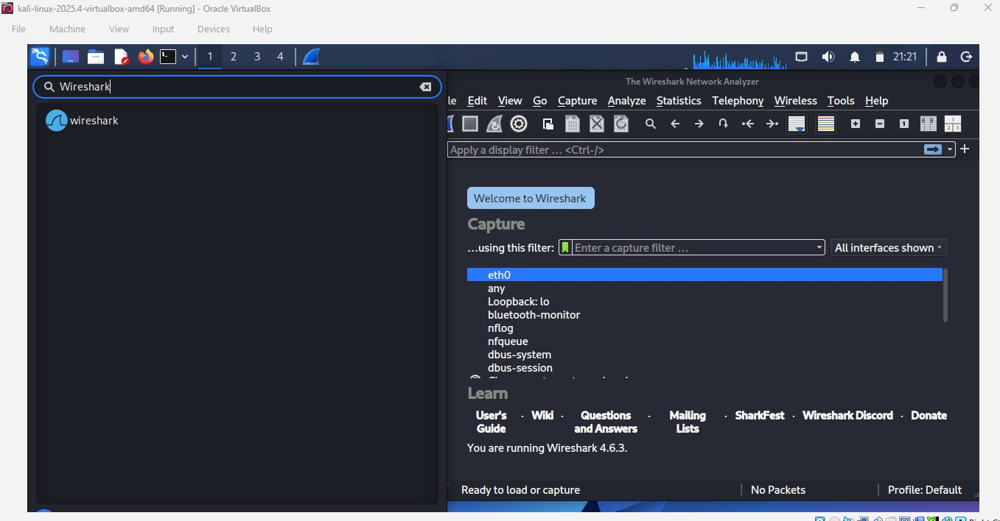 kali-linux-2025.4-virtualbox-amd64 [Running] - Oracle VirtualBox
File Machine View Input Devices Help
1 2 3 4 21:21
Wireshark
wireshark
The Wireshark Network Analyzer
le Edit View Go Capture Analyze Statistics Telephony Wireless Tools Help
Apply a display filter ... <Ctrl-/>
Welcome to Wireshark
Capture
...using this filter: Enter a capture filter ... All interfaces shown
eth0
any
Loopback: lo
bluetooth-monitor
nflog
nfqueue
dbus-system
dbus-session
Learn
User's Guide · Wiki · Questions and Answers · Mailing Lists · SharkFest · Wireshark Discord · Donate
You are running Wireshark 4.6.3.
Ready to load or capture No Packets Profile: Default